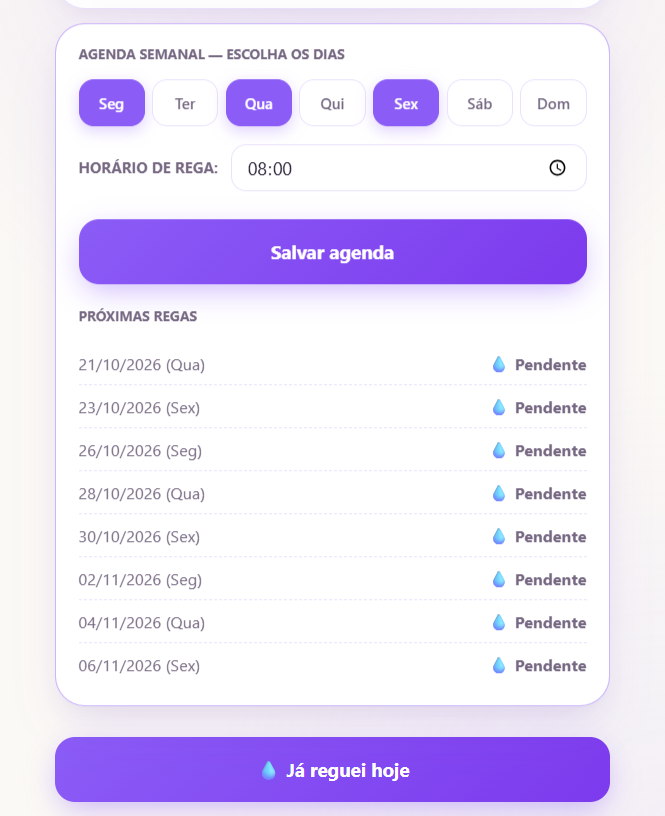 AGENDA SEMANAL — ESCOLHA OS DIAS
Seg Ter Qua Qui Sex Sáb Dom
HORÁRIO DE REGA: 08:00
Salvar agenda
PRÓXIMAS REGAS
21/10/2026 (Qua) 💧 Pendente
23/10/2026 (Sex) 💧 Pendente
26/10/2026 (Seg) 💧 Pendente
28/10/2026 (Qua) 💧 Pendente
30/10/2026 (Sex) 💧 Pendente
02/11/2026 (Seg) 💧 Pendente
04/11/2026 (Qua) 💧 Pendente
06/11/2026 (Sex) 💧 Pendente
💧 Já reguei hoje